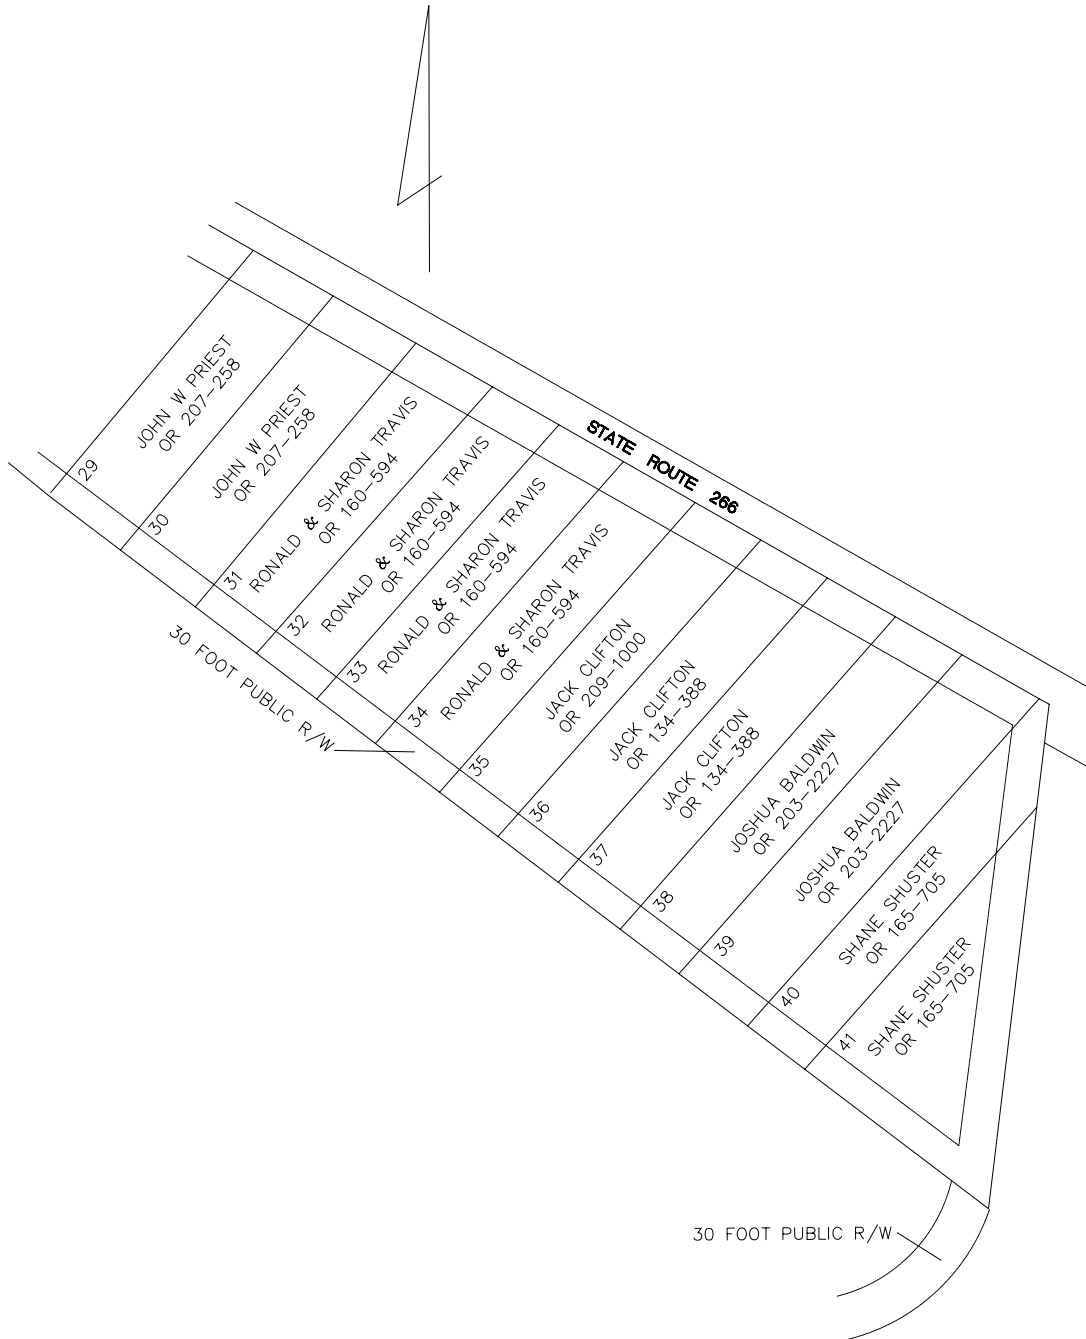 STATE ROUTE 266
29
JOHN W PRIEST
OR 207-258
30
JOHN W PRIEST
OR 207-258
31
RONALD & SHARON TRAVIS
OR 160-594
32
RONALD & SHARON TRAVIS
OR 160-594
33
RONALD & SHARON TRAVIS
OR 160-594
34
RONALD & SHARON TRAVIS
OR 160-594
35
JACK CLIFTON
OR 209-1000
36
JACK CLIFTON
OR 134-388
37
JACK CLIFTON
OR 134-388
38
JOSHUA BALDWIN
OR 203-2227
39
JOSHUA BALDWIN
OR 203-2227
40
SHANE SHUSTER
OR 165-705
41
SHANE SHUSTER
OR 165-705
30 FOOT PUBLIC R/W
30 FOOT PUBLIC R/W